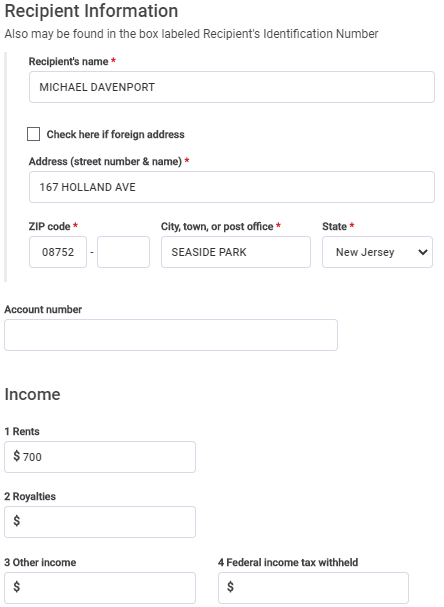 Recipient Information
Also may be found in the box labeled Recipient's Identification Number
Recipient's name *
MICHAEL DAVENPORT
Check here if foreign address
Address (street number & name) *
167 HOLLAND AVE
ZIP code * City, town, or post office * State *
08752 - SEASIDE PARK New Jersey
Account number
Income
1 Rents
$ 700
2 Royalties
$
3 Other income 4 Federal income tax withheld
$ $